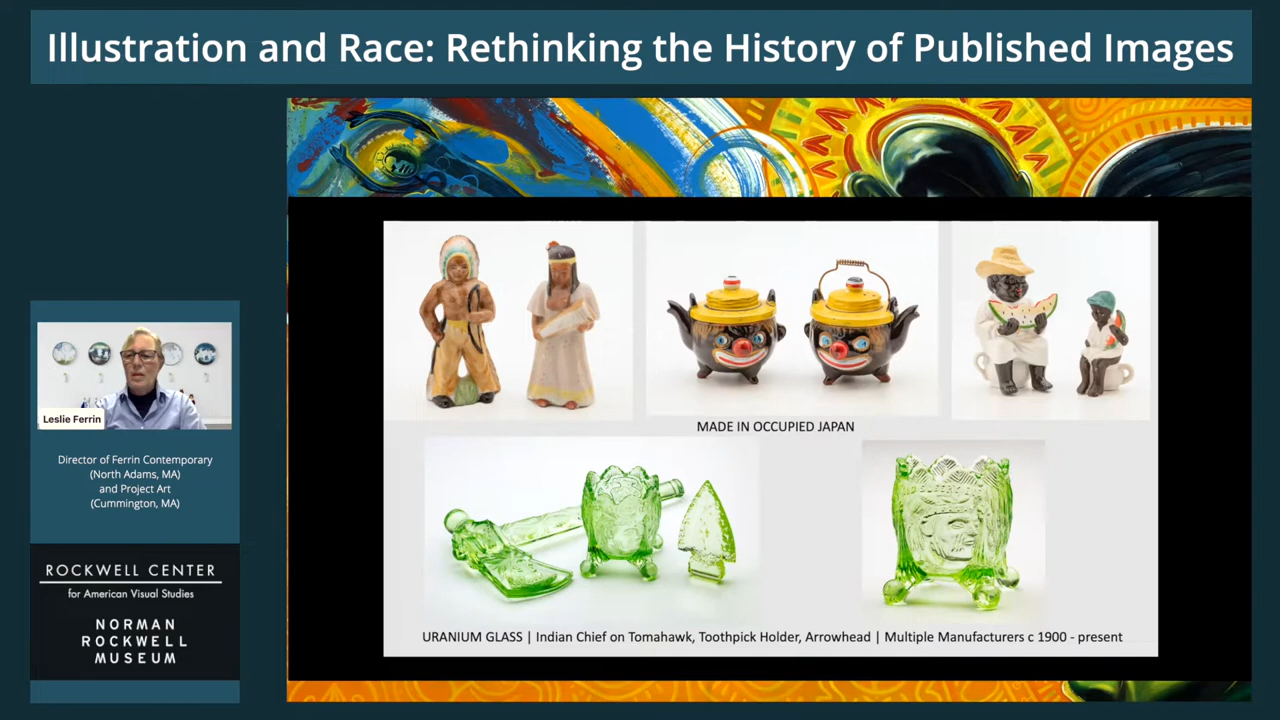 Illustration and Race: Rethinking the History of Published Images
Leslie Ferrin
Director of Ferrin Contemporary
(North Adams, MA)
and Project Art
(Cummington, MA)
ROCKWELL CENTER
for American Visual Studies
NORMAN
ROCKWELL
MUSEUM
MADE IN OCCUPIED JAPAN
URANIUM GLASS | Indian Chief on Tomahawk, Toothpick Holder, Arrowhead | Multiple Manufacturers c 1900 - present